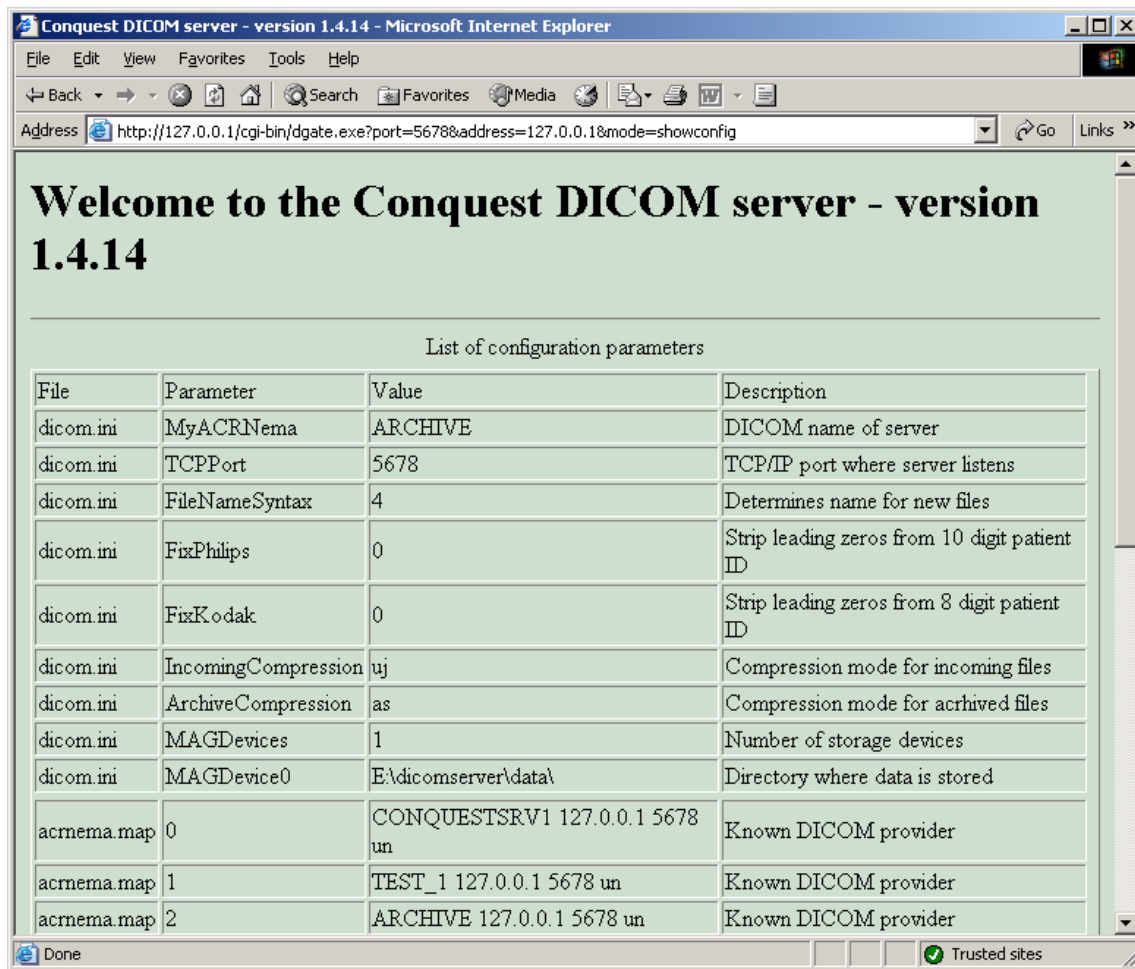 Conquest DICOM server - version 1.4.14 - Microsoft Internet Explorer
File Edit View Favorites Tools Help
Back Search Favorites Media
Address http://127.0.0.1/cgi-bin/dgate.exe?port=5678&address=127.0.0.1&mode=showconfig Go Links »
Welcome to the Conquest DICOM server - version
1.4.14
List of configuration parameters
File Parameter Value Description
dicom.ini MyACRNema ARCHIVE DICOM name of server
dicom.ini TCPPort 5678 TCP/IP port where server listens
dicom.ini FileNameSyntax 4 Determines name for new files
dicom.ini FixPhilips 0 Strip leading zeros from 10 digit patient
ID
dicom.ini FixKodak 0 Strip leading zeros from 8 digit patient
ID
dicom.ini IncomingCompression uj Compression mode for incoming files
dicom.ini ArchiveCompression as Compression mode for acrhived files
dicom.ini MAGDevices 1 Number of storage devices
dicom.ini MAGDevice0 E:\dicomserver\data\ Directory where data is stored
acrnema.map 0 CONQUESTSRV1 127.0.0.1 5678
un Known DICOM provider
acrnema.map 1 TEST_1 127.0.0.1 5678 un Known DICOM provider
acrnema.map 2 ARCHIVE 127.0.0.1 5678 un Known DICOM provider
Done Trusted sites